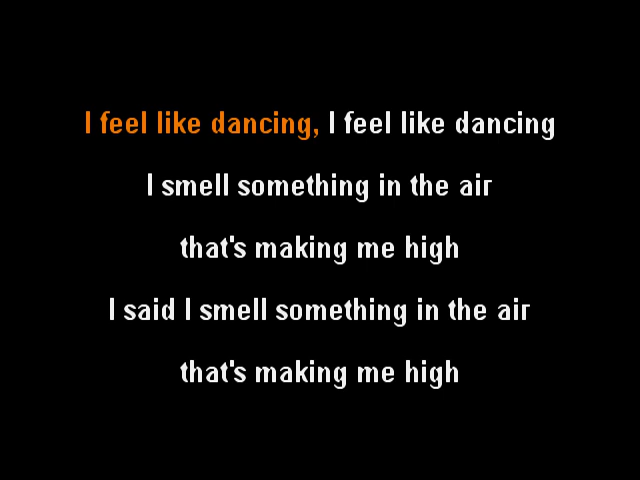 I feel like dancing, I feel like dancing
I smell something in the air
that's making me high
I said I smell something in the air
that's making me high